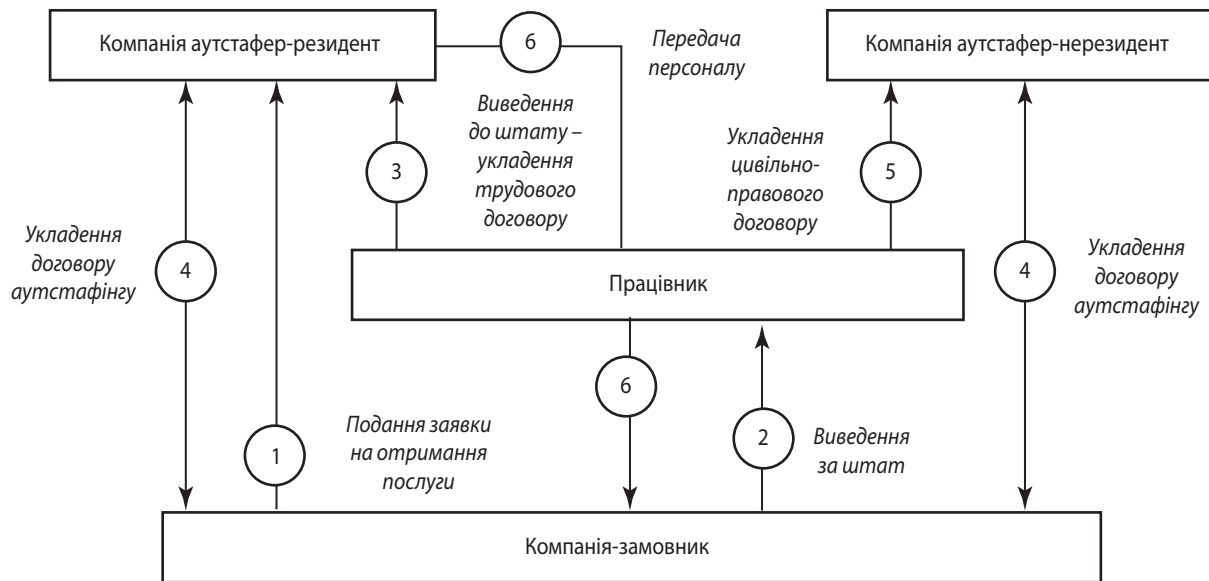 Компанія аутстафер-резидент
6
Передача
персоналу
Компанія аутстафер-нерезидент
Виведення
до штату –
укладення
трудового
договору
3
Укладення
цивільно-
правового
договору
5
Укладення
договору
аутстафінгу
4
Працівник
4
Укладення
договору
аутстафінгу
6
1
Подання заявки
на отримання
послуги
2
Виведення
за штат
Компанія-замовник